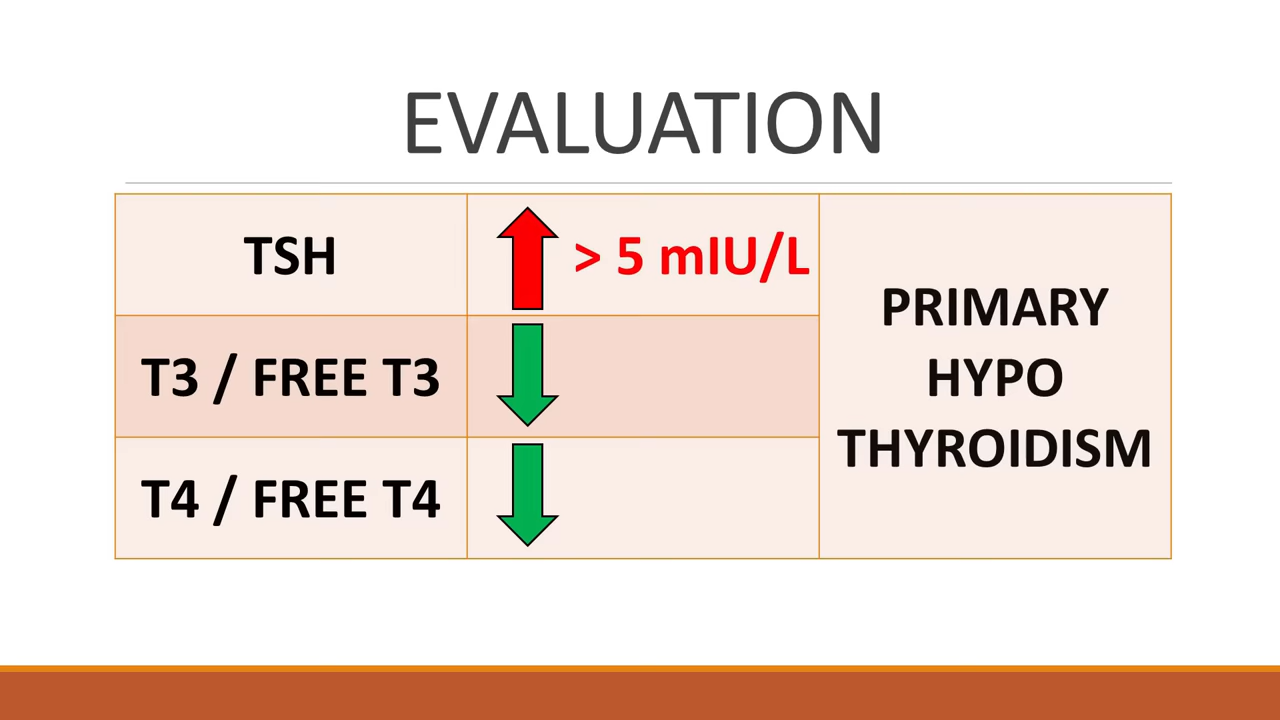 EVALUATION
TSH
> 5 mIU/L
T3 / FREE T3
T4 / FREE T4
PRIMARY
HYPO
THYROIDISM